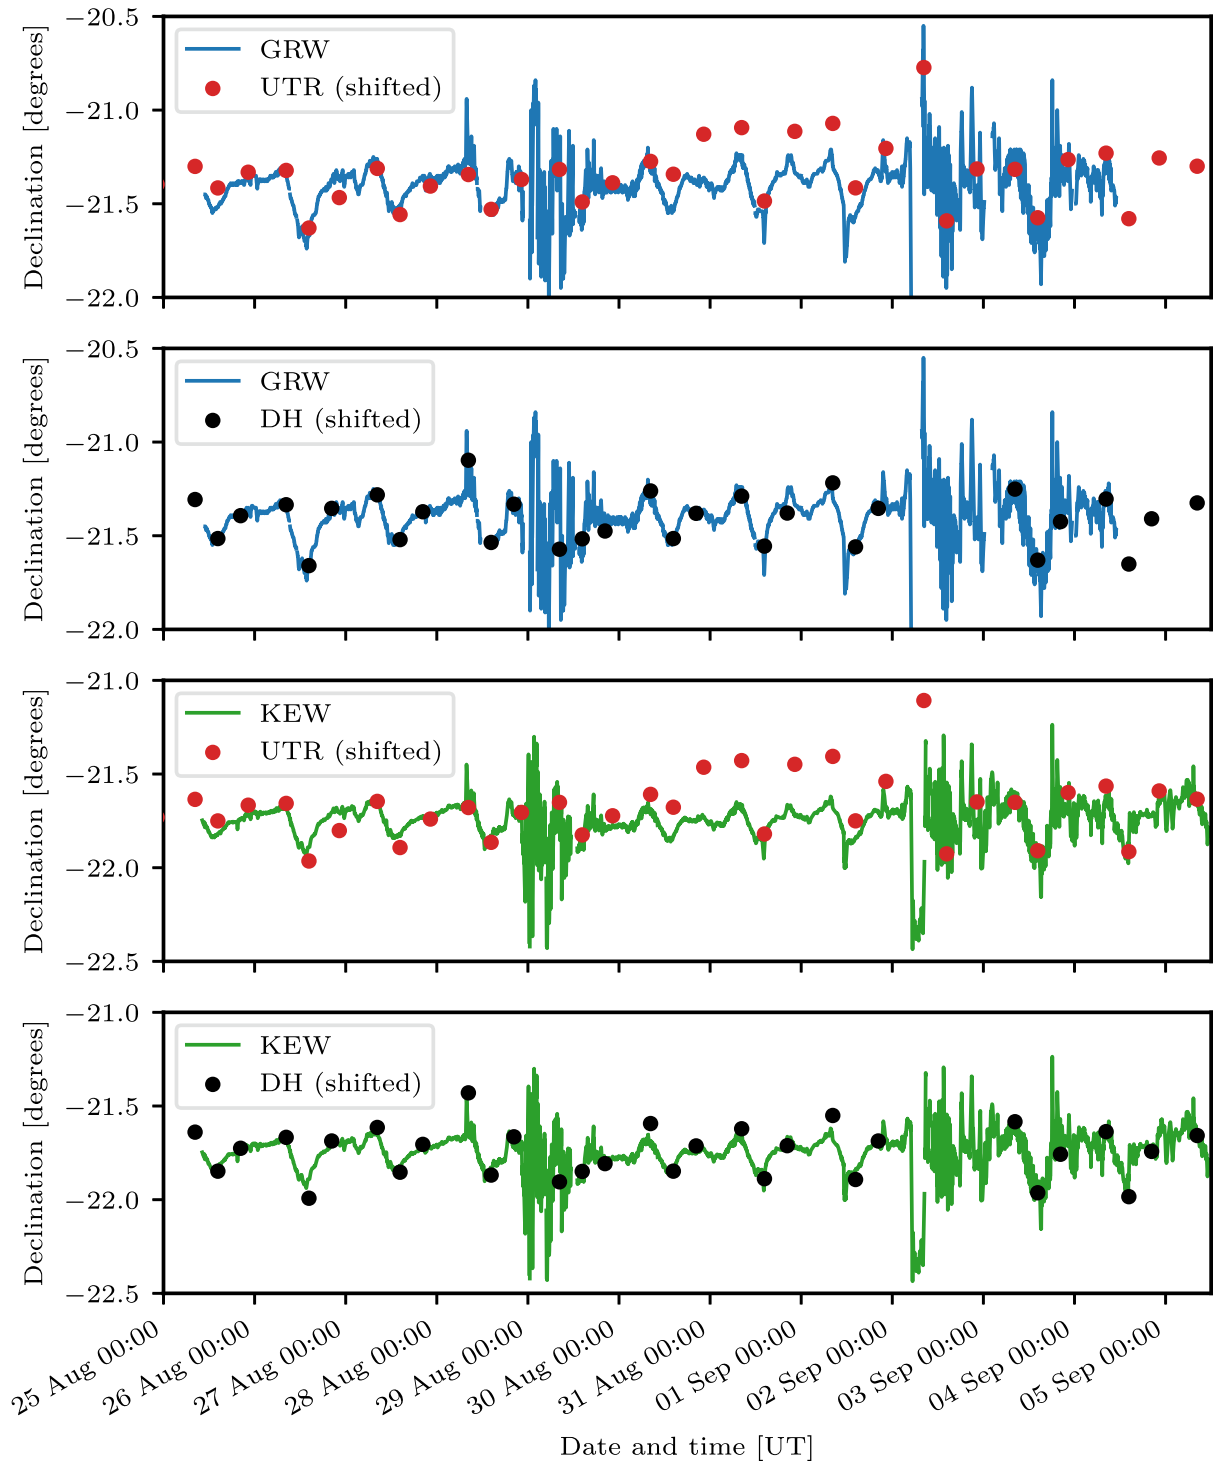 −20.5
GRW
UTR (shifted)
−21.0
−21.5
−22.0
Declination [degrees]
−20.5
GRW
DH (shifted)
−21.0
−21.5
−22.0
Declination [degrees]
−21.0
KEW
UTR (shifted)
−21.5
−22.0
−22.5
Declination [degrees]
−21.0
KEW
DH (shifted)
−21.5
−22.0
−22.5
Declination [degrees]
25 Aug 00:00
26 Aug 00:00
27 Aug 00:00
28 Aug 00:00
29 Aug 00:00
30 Aug 00:00
31 Aug 00:00
01 Sep 00:00
02 Sep 00:00
03 Sep 00:00
04 Sep 00:00
05 Sep 00:00
Date and time [UT]